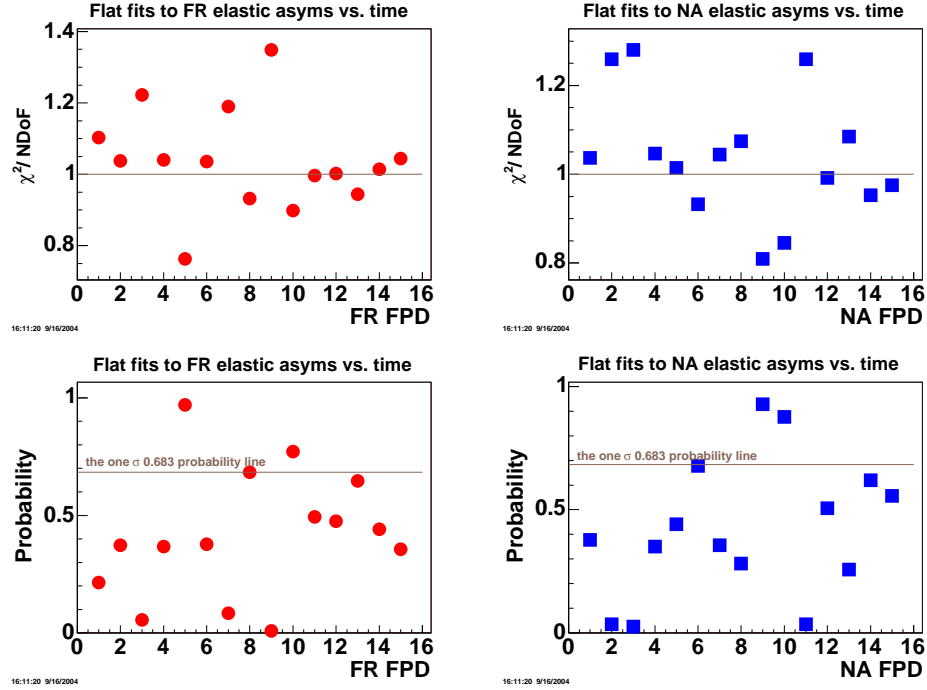 Flat fits to FR elastic asyms vs. time
χ²/ NDoF
1.4
1.2
1
0.8
0 2 4 6 8 10 12 14 16
FR FPD
16:11:20 9/16/2004
Flat fits to NA elastic asyms vs. time
χ²/ NDoF
1.2
1
0.8
0 2 4 6 8 10 12 14 16
NA FPD
16:11:20 9/16/2004
Flat fits to FR elastic asyms vs. time
Probability
1
the one σ 0.683 probability line
0.5
0
0 2 4 6 8 10 12 14 16
FR FPD
16:11:20 9/16/2004
Flat fits to NA elastic asyms vs. time
Probability
1
the one σ 0.683 probability line
0.5
0
0 2 4 6 8 10 12 14 16
NA FPD
16:11:20 9/16/2004